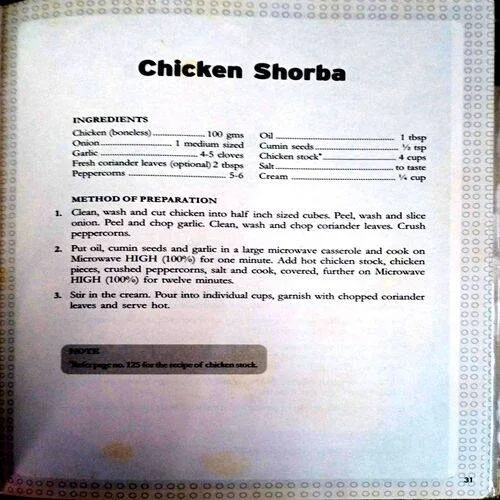 Chicken Shorba
INGREDIENTS
Chicken (boneless)........................ 100 gms
Onion............................ 1 medium sized
Garlic.................................... 4-5 cloves
Fresh coriander leaves (optional) 2 tbsps
Peppercorns................................... 5-6
Oil............................................. 1 tbsp
Cumin seeds................................ ½ tsp
Chicken stock*............................ 4 cups
Salt............................................ to taste
Cream........................................ ¼ cup
METHOD OF PREPARATION
1. Clean, wash and cut chicken into half inch sized cubes. Peel, wash and slice
onion. Peel and chop garlic. Clean, wash and chop coriander leaves. Crush
peppercorns.
2. Put oil, cumin seeds and garlic in a large microwave casserole and cook on
Microwave HIGH (100%) for one minute. Add hot chicken stock, chicken
pieces, crushed peppercorns, salt and cook, covered, further on Microwave
HIGH (100%) for twelve minutes.
3. Stir in the cream. Pour into individual cups, garnish with chopped coriander
leaves and serve hot.
NOTE
*Refer page no. 125 for the recipe of chicken stock.
31